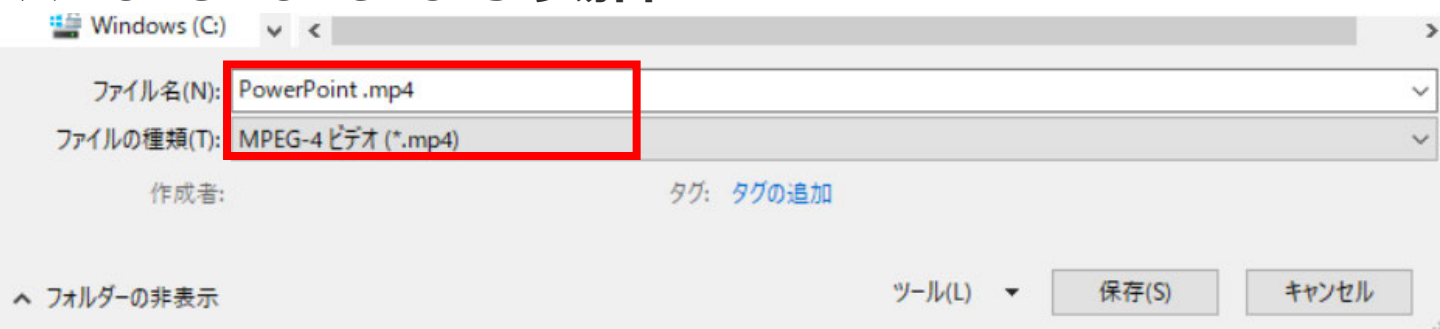 Windows (C:)
ファイル名(N): PowerPoint .mp4
ファイルの種類(T): MPEG-4 ビデオ (*.mp4)
作成者: タグ: タグの追加
フォルダーの非表示 ツール(L) 保存(S) キャンセル